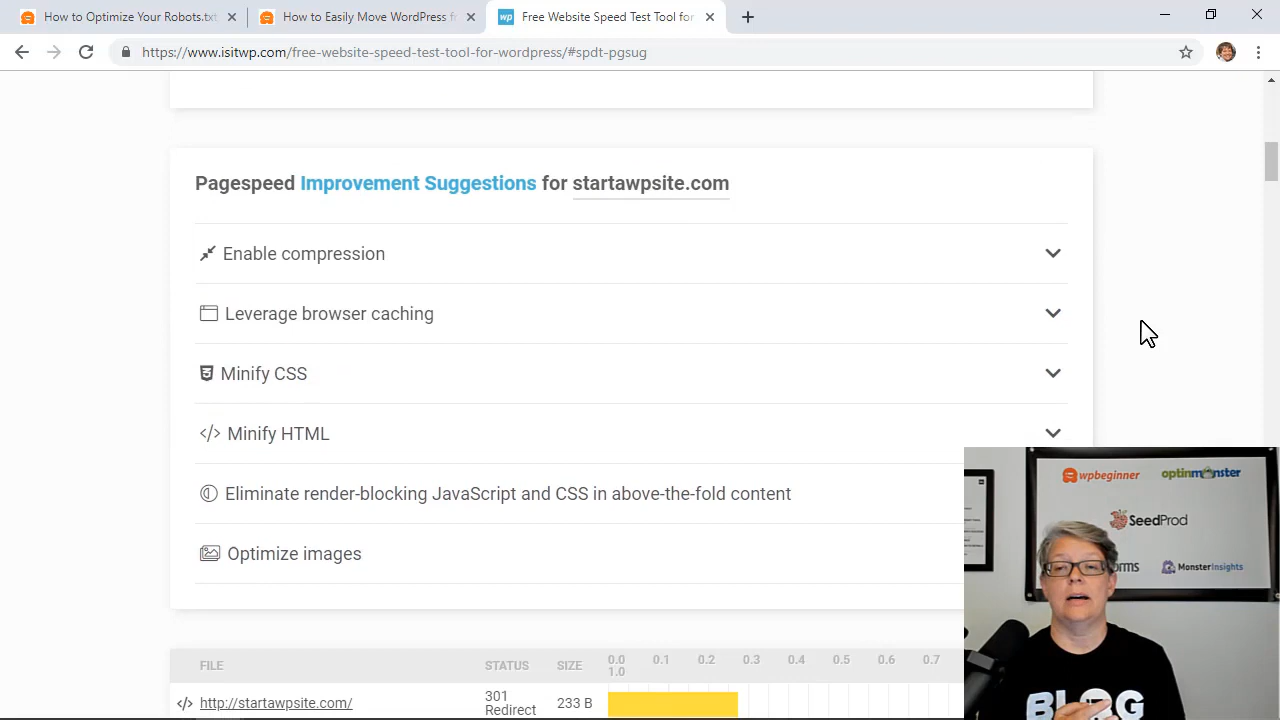 How to Optimize Your Robots.txt
How to Easily Move WordPress
Free Website Speed Test Tool for
https://www.isitwp.com/free-website-speed-test-tool-for-wordpress/#spdt-pgsug
Pagespeed Improvement Suggestions for startawpsite.com
Enable compression
Leverage browser caching
Minify CSS
Minify HTML
Eliminate render-blocking JavaScript and CSS in above-the-fold content
Optimize images
FILE STATUS SIZE 0.0 0.1 0.2 0.3 0.4 0.5 0.6 0.7
1.0
http://startawpsite.com/ 301 Redirect 233 B
wpbeginner optinmonster
SeedProd
orms MonsterInsights
BLOG